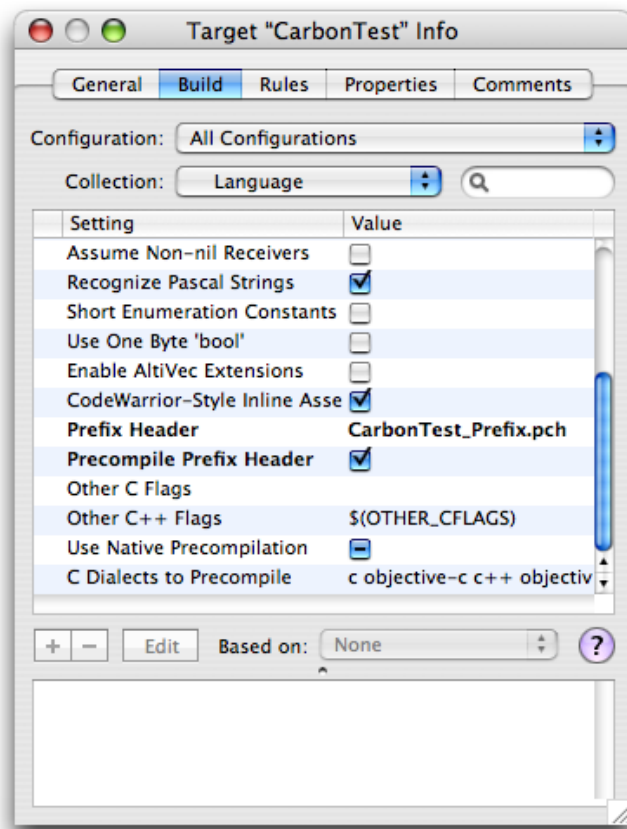 Target “CarbonTest” Info
General Build Rules Properties Comments
Configuration: All Configurations
Collection: Language
Setting Value
Assume Non-nil Receivers
Recognize Pascal Strings
Short Enumeration Constants
Use One Byte 'bool'
Enable AltiVec Extensions
CodeWarrior-Style Inline Asse
Prefix Header CarbonTest_Prefix.pch
Precompile Prefix Header
Other C Flags
Other C++ Flags $(OTHER_CFLAGS)
Use Native Precompilation
C Dialects to Precompile c objective-c c++ objectiv
+ − Edit Based on: None ?